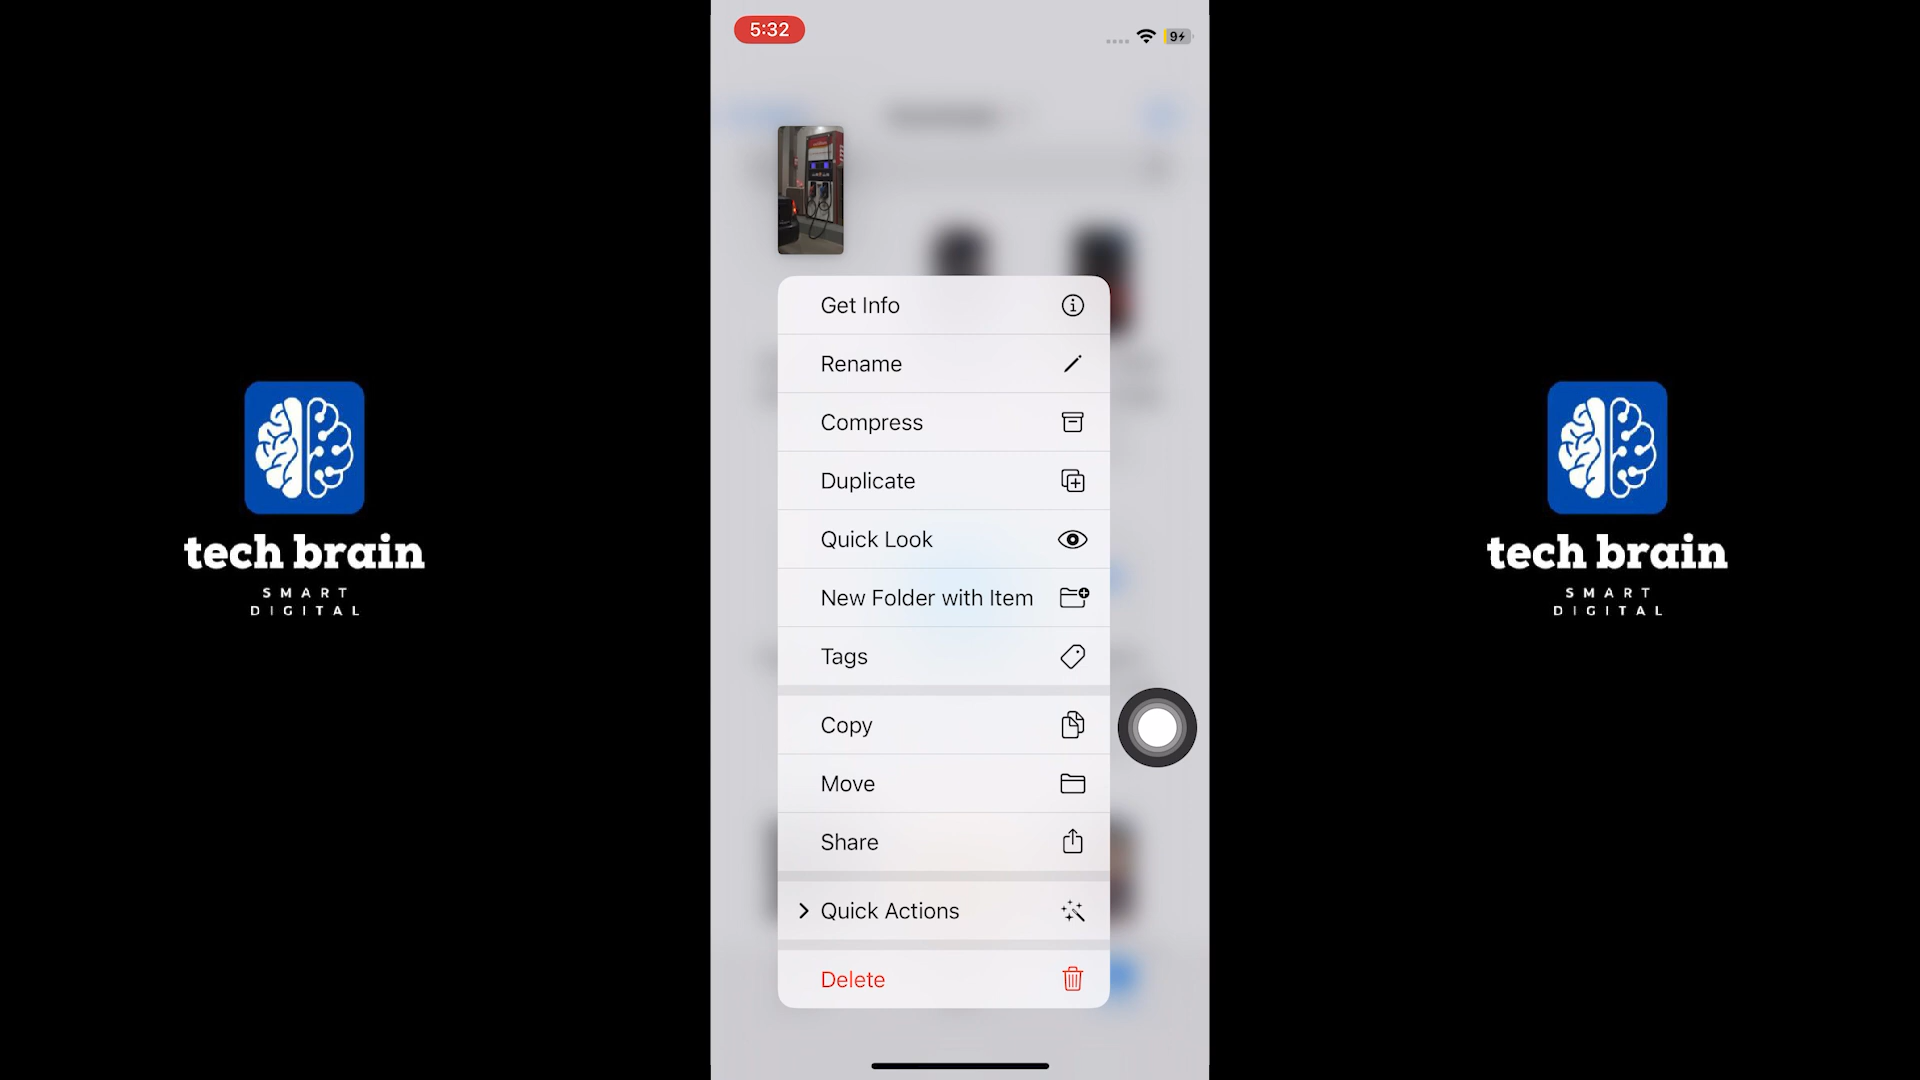 5:32
9
Get Info
Rename
Compress
Duplicate
Quick Look
New Folder with Item
Tags
Copy
Move
Share
Quick Actions
Delete
tech brain
SMART
DIGITAL
tech brain
SMART
DIGITAL